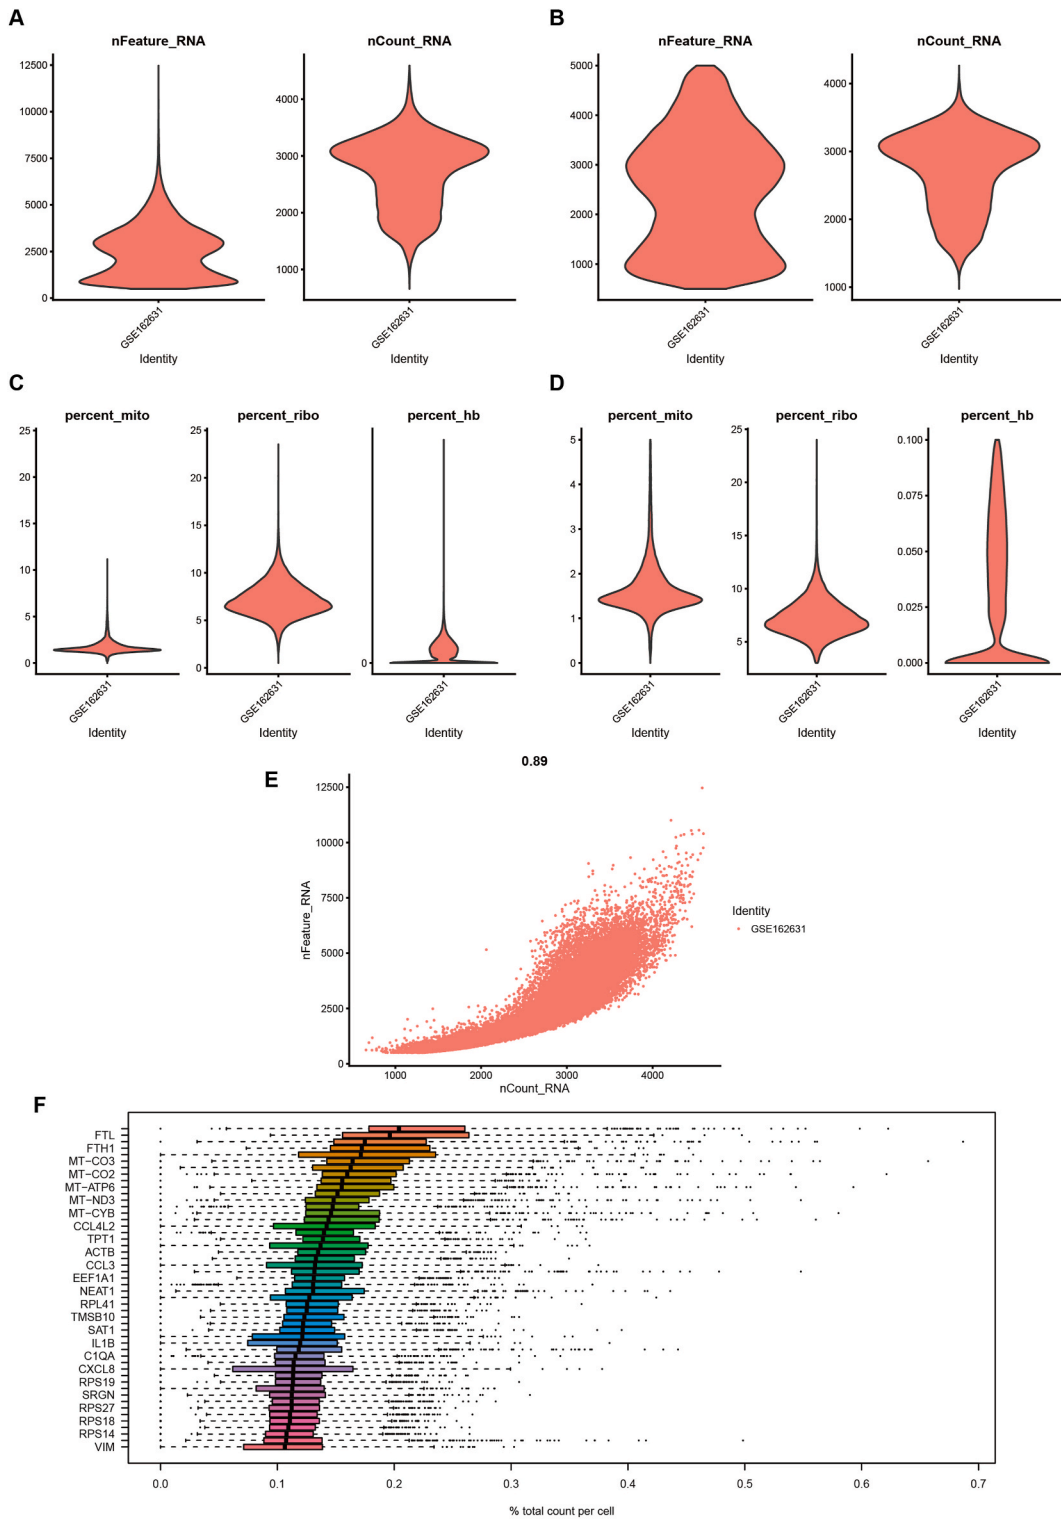 A
B
nFeature_RNA
nCount_RNA
nFeature_RNA
nCount_RNA
12500
10000
7500
5000
2500
0
4000
3000
2000
1000
5000
4000
3000
2000
1000
4000
3000
2000
1000
GSE162631
GSE162631
GSE162631
GSE162631
Identity
Identity
Identity
Identity
C
D
percent_mito
percent_ribo
percent_hb
percent_mito
percent_ribo
percent_hb
25
20
15
10
5
0
25
20
15
10
5
0
0
5
4
3
2
1
0
25
20
15
10
5
0.100
0.075
0.050
0.025
0.000
GSE162631
GSE162631
GSE162631
GSE162631
GSE162631
GSE162631
Identity
Identity
Identity
Identity
Identity
Identity
0.89
E
12500
10000
7500
5000
2500
0
nFeature_RNA
1000
2000
3000
4000
nCount_RNA
Identity
GSE162631
F
FTL
FTH1
MT−CO3
MT−CO2
MT−ATP6
MT−ND3
MT−CYB
CCL4L2
TPT1
ACTB
CCL3
EEF1A1
NEAT1
RPL41
TMSB10
SAT1
IL1B
C1QA
CXCL8
RPS19
SRGN
RPS27
RPS18
RPS14
VIM
0.0
0.1
0.2
0.3
0.4
0.5
0.6
0.7
% total count per cell